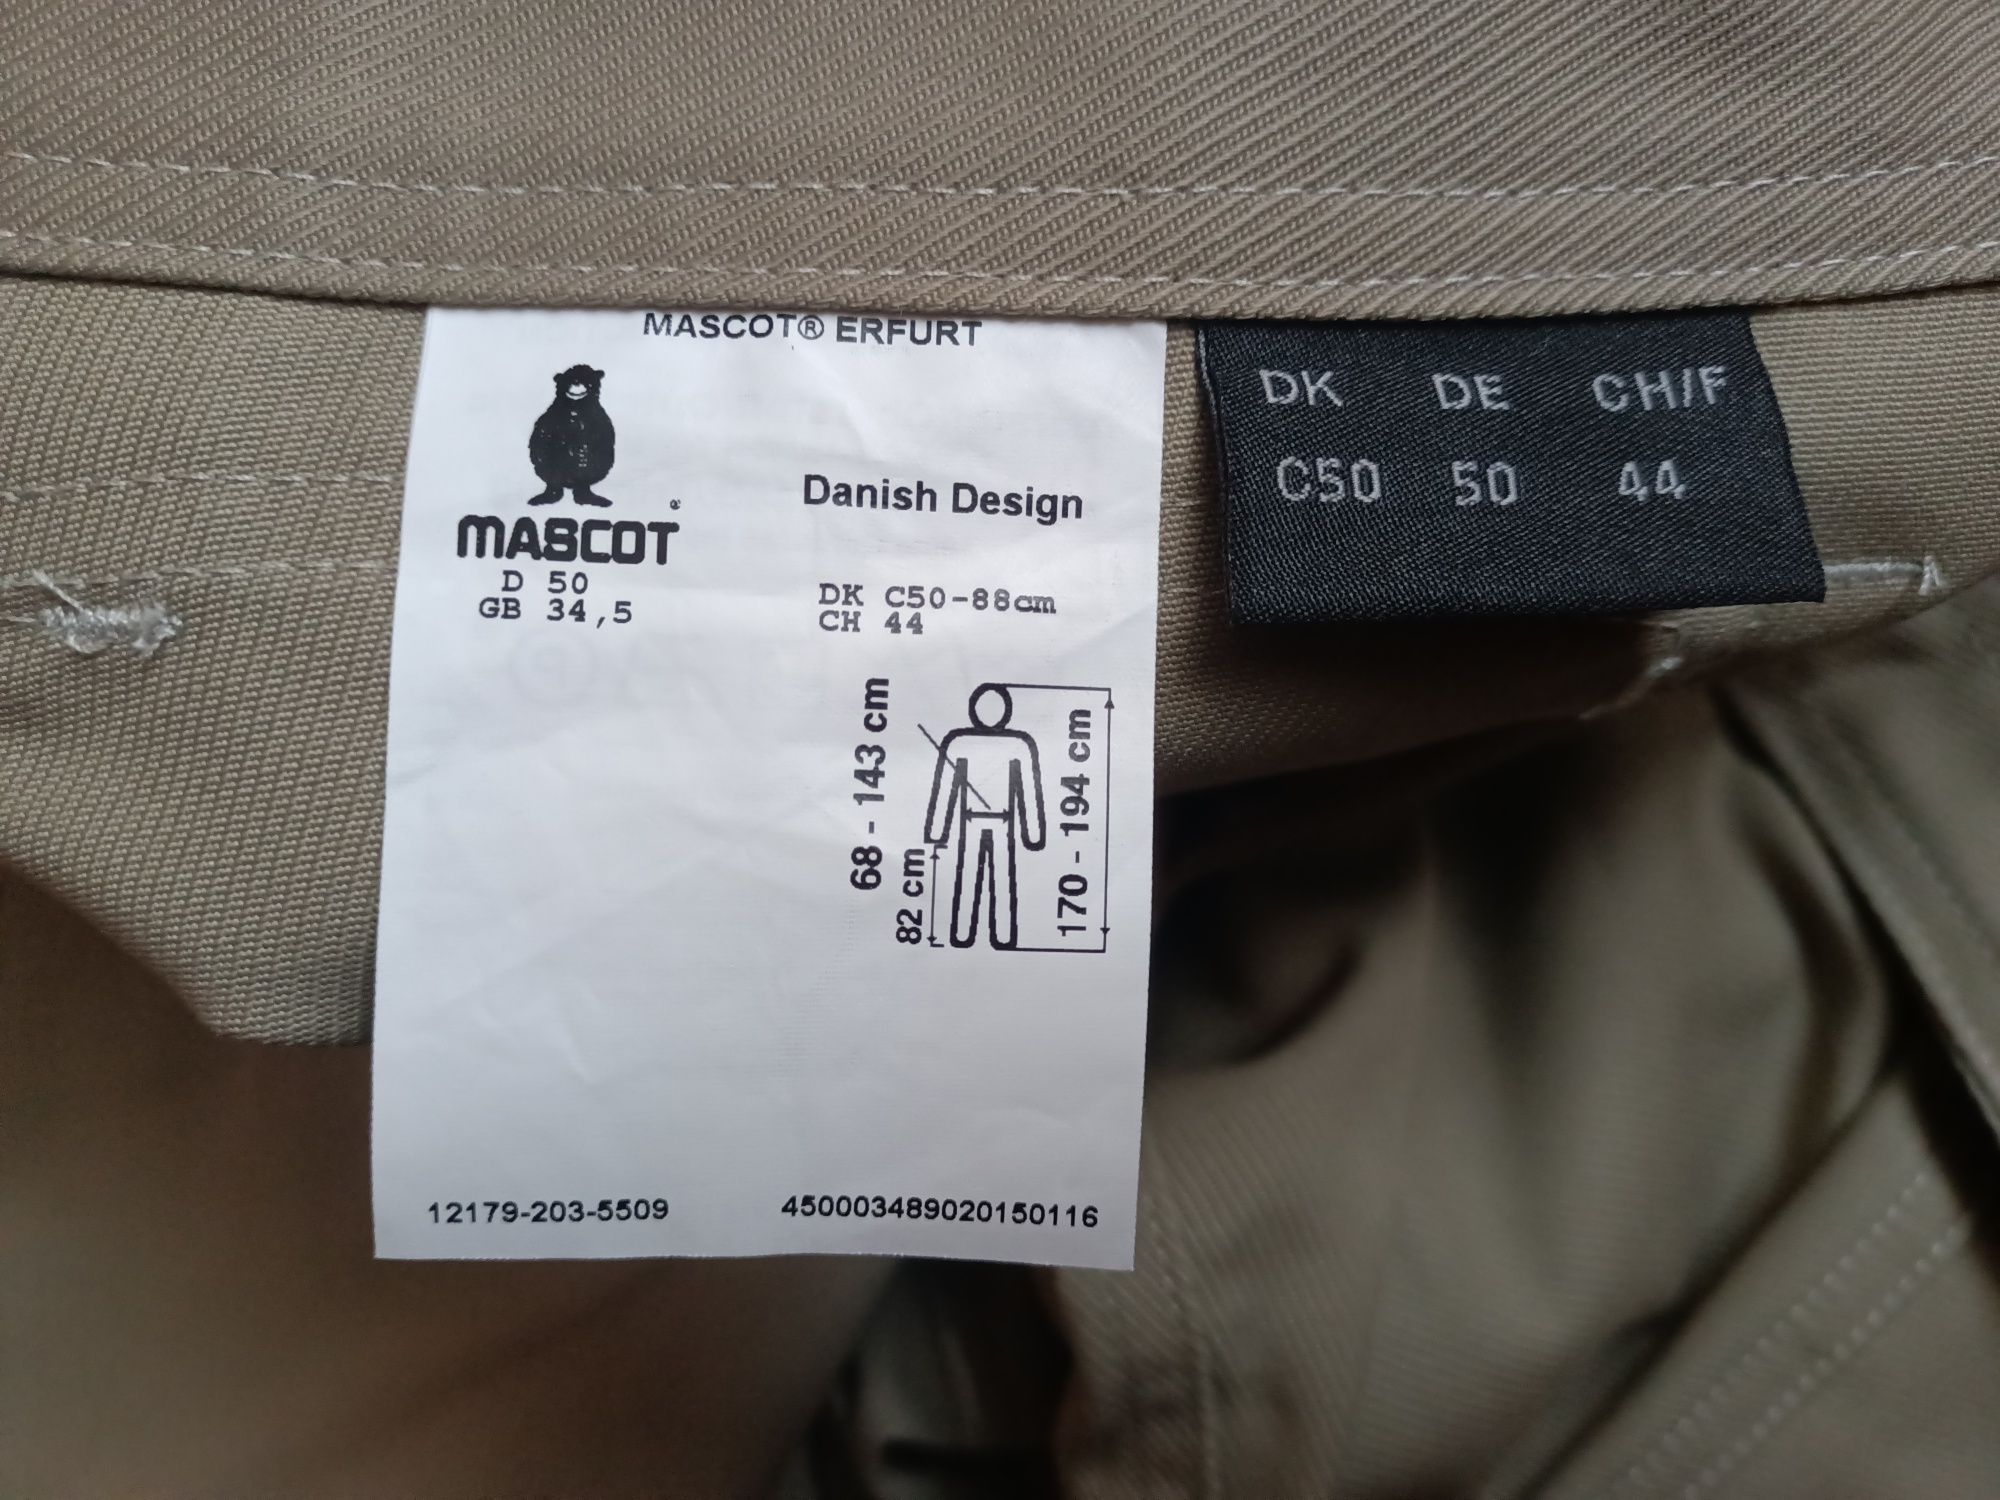 MASCOT® ERFURT
MASCOT®
Danish Design
D 50
GB 34,5
DK C50-88cm
CH 44
68 - 143 cm
82 cm
170 - 194 cm
12179-203-5509
450003489020150116
DK DE CH/F
C50 50 44